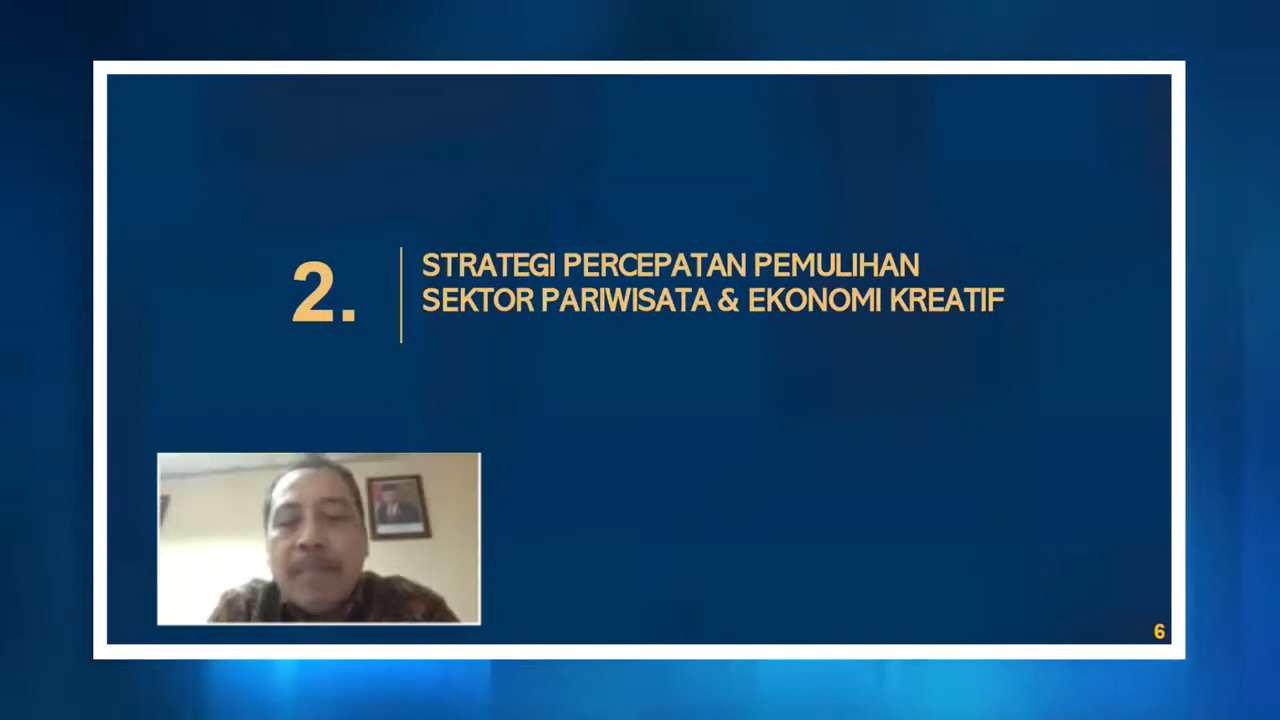 2.
STRATEGI PERCEPATAN PEMULIHAN
SEKTOR PARIWISATA & EKONOMI KREATIF
6